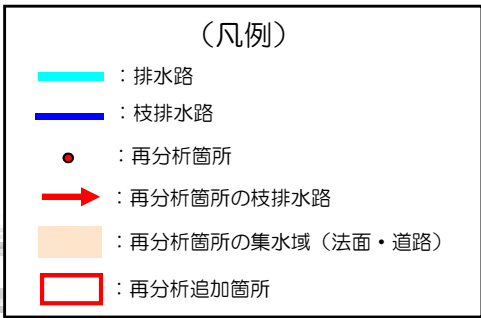 （凡例）
：排水路
：枝排水路
：再分析箇所
：再分析箇所の枝排水路
：再分析箇所の集水域（法面・道路）
：再分析追加箇所